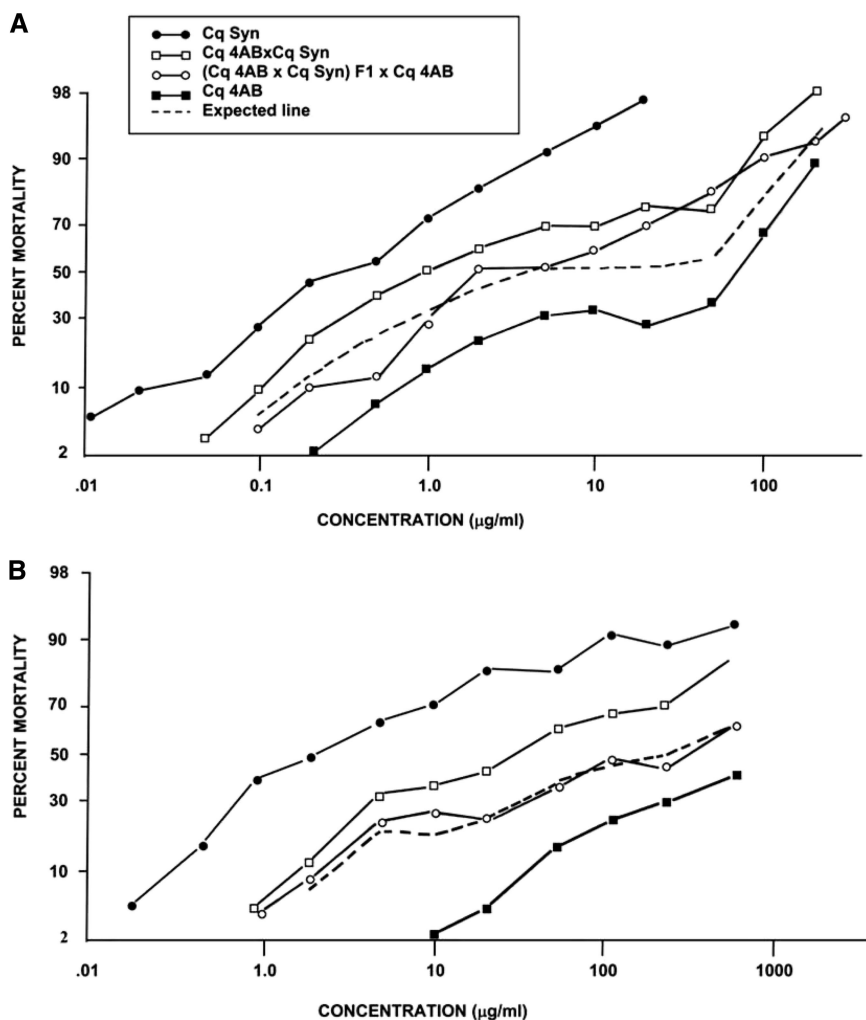 A
Cq Syn
Cq 4ABxCq Syn
(Cq 4AB x Cq Syn) F1 x Cq 4AB
Cq 4AB
Expected line
PERCENT MORTALITY
98
90
70
50
30
10
2
.01 0.1 1.0 10 100
CONCENTRATION (µg/ml)
B
PERCENT MORTALITY
98
90
70
50
30
10
2
.01 1.0 10 100 1000
CONCENTRATION (µg/ml)